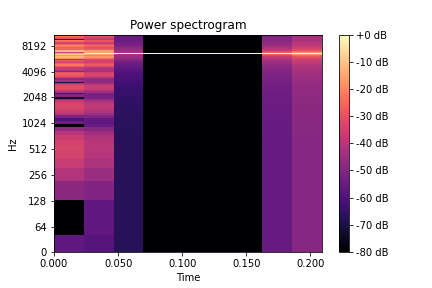 Power spectrogram
Hz
8192
4096
2048
1024
512
256
128
64
0
0.000 0.050 0.100 0.150 0.200
Time
+0 dB
-10 dB
-20 dB
-30 dB
-40 dB
-50 dB
-60 dB
-70 dB
-80 dB